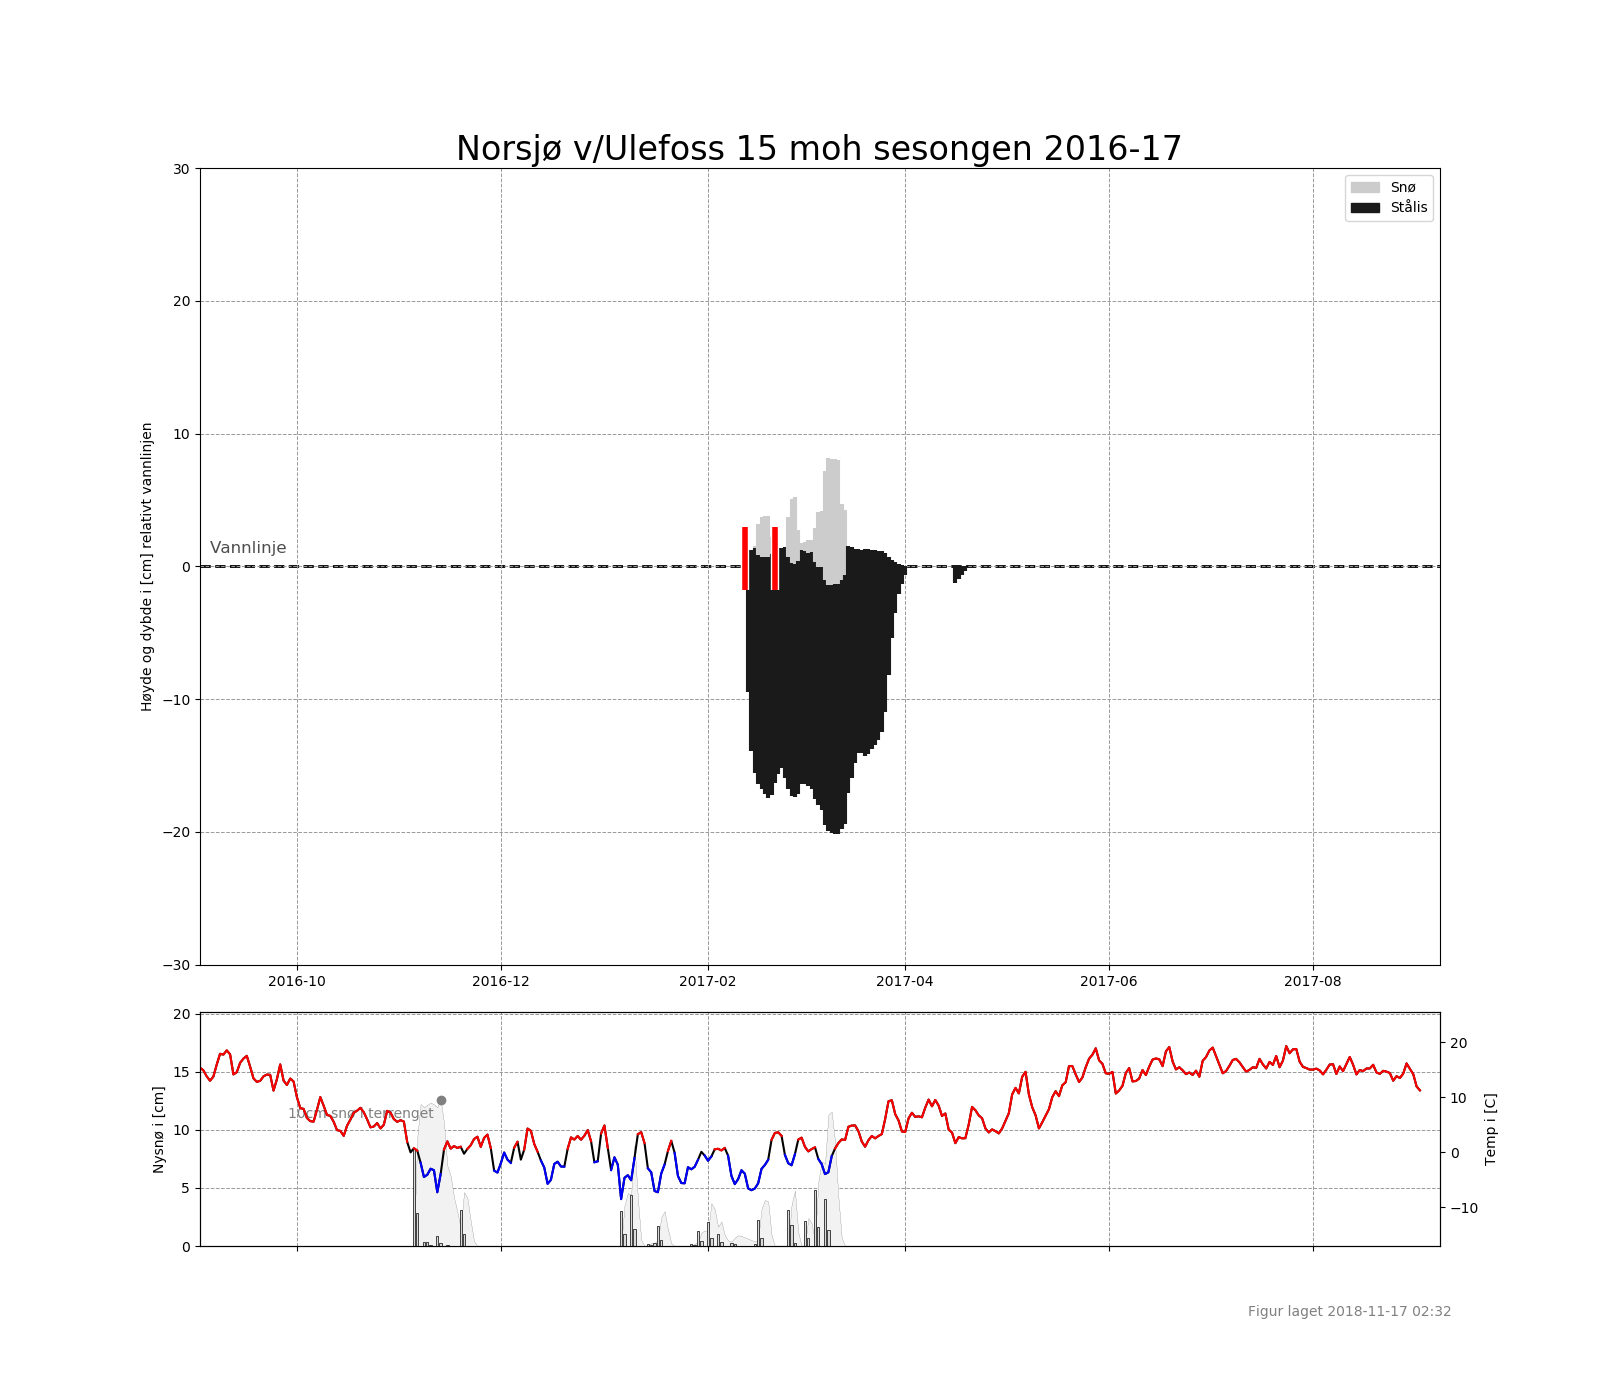 Norsjø v/Ulefoss 15 moh sesongen 2016-17
30
20
10
0
−10
−20
−30
Høyde og dybde i [cm] relativt vannlinjen
Snø
Stålis
Vannlinje
2016-10
2016-12
2017-02
2017-04
2017-06
2017-08
20
15
10
5
0
Nysnø i [cm]
10cm snø i terrenget
20
10
0
−10
Temp i [C]
Figur laget 2018-11-17 02:32